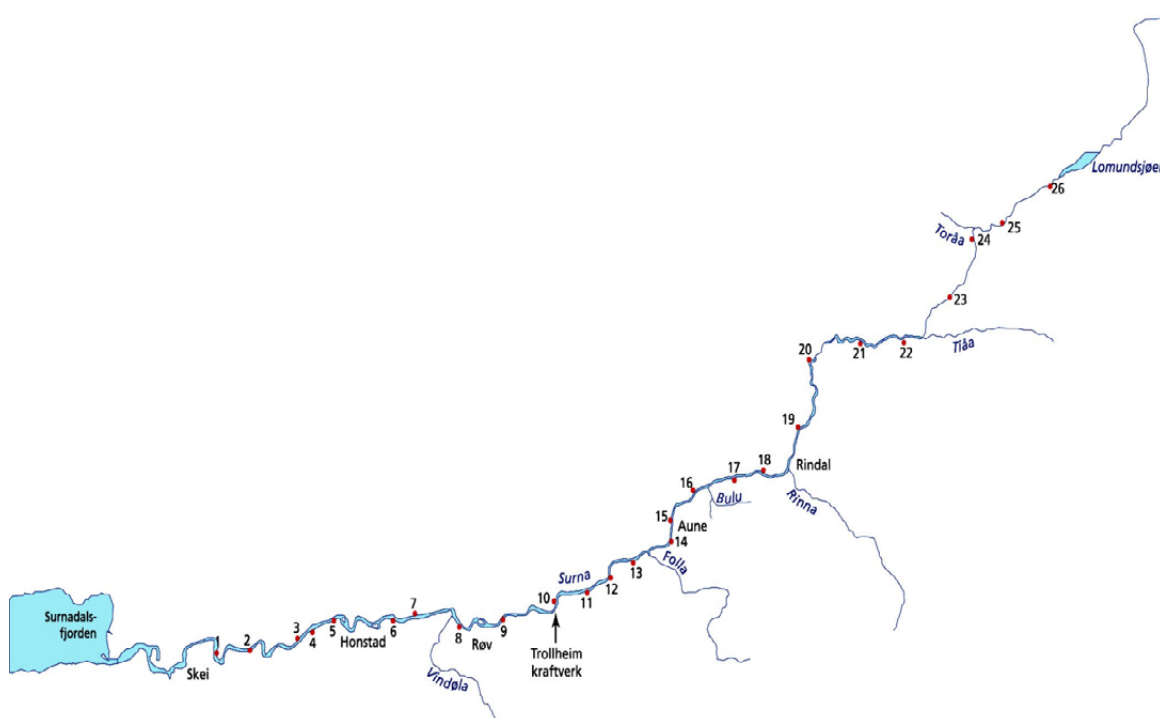 Lomundsjøen
26
25
Toråa
24
23
Tiåa
20
21
22
19
Rindal
18
17
16
Bulu
Rinna
15
Aune
14
Folla
13
Surna
12
11
10
Surnadals-
fjorden
7
5
6
3
4
Honstad
8
9
Røv
1
2
Skei
Trollheim
kraftverk
Vindøla